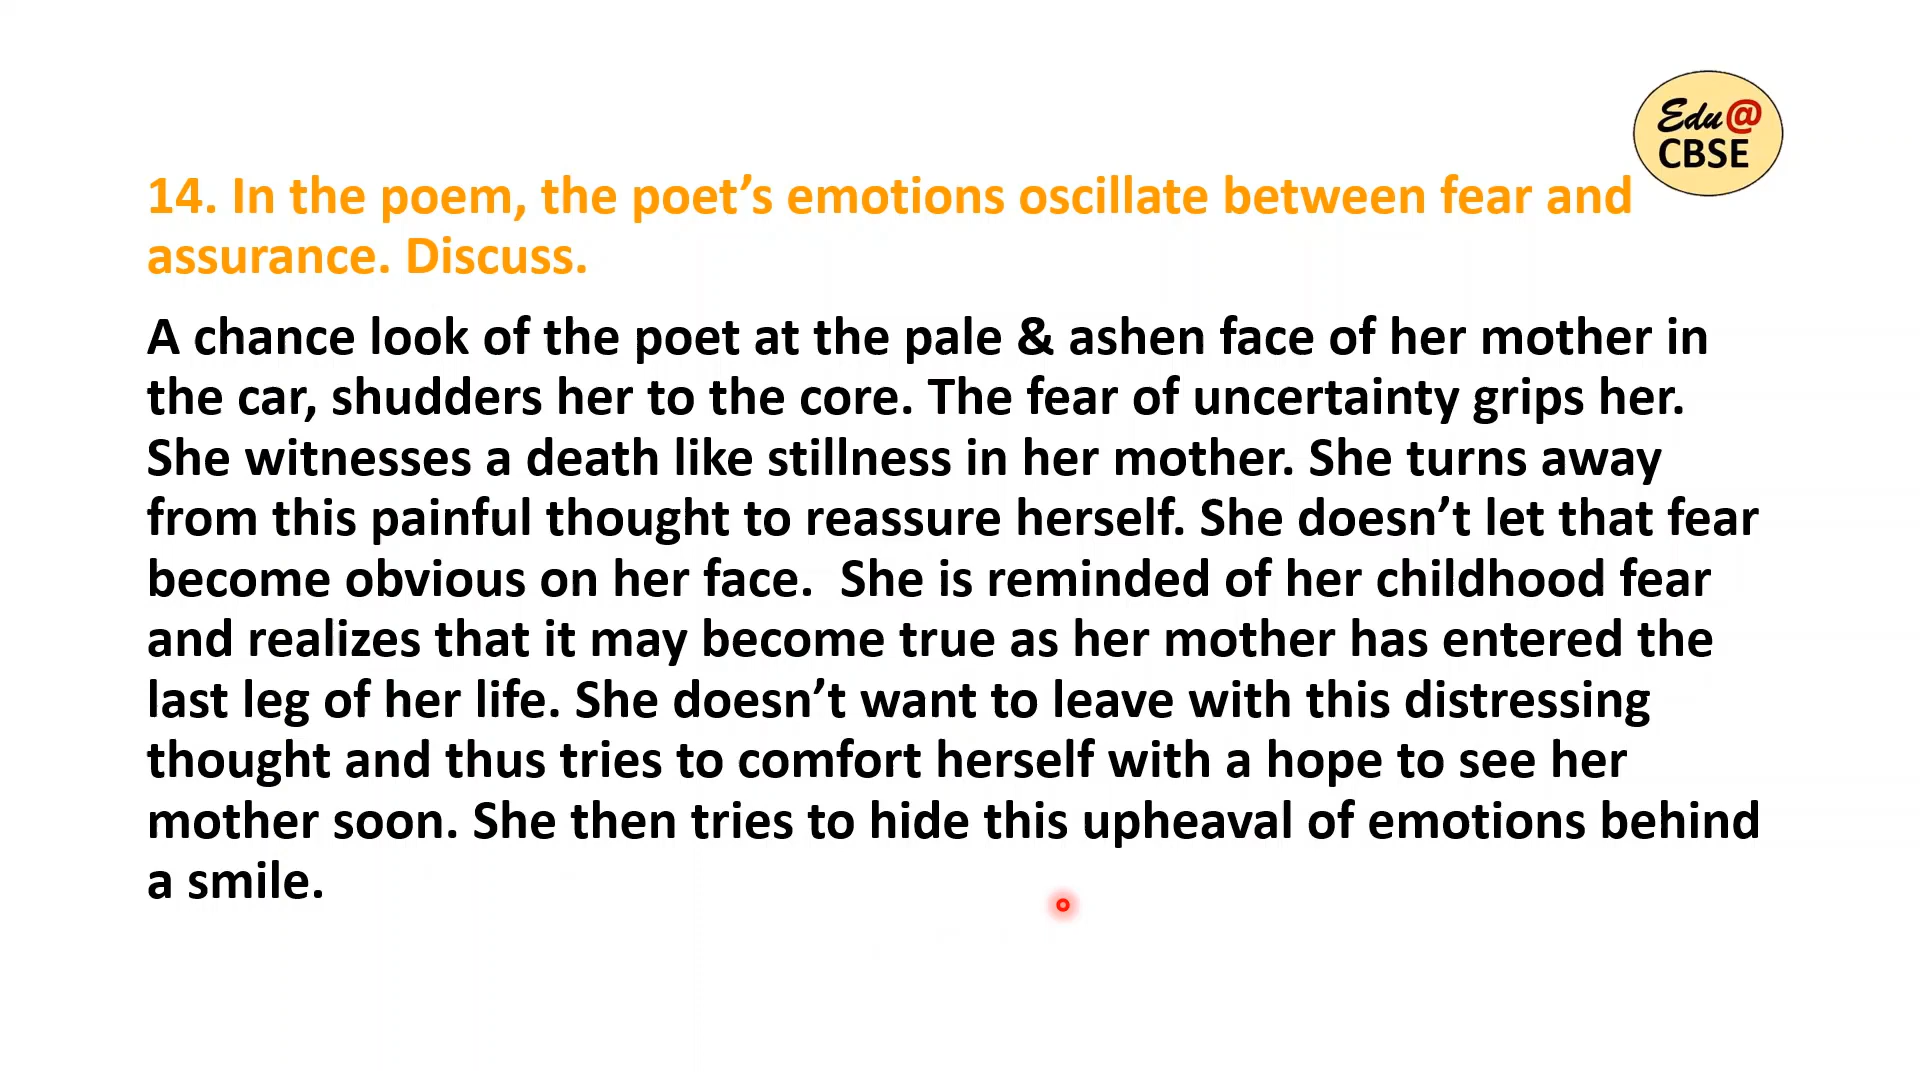 Edu@
CBSE
14. In the poem, the poet’s emotions oscillate between fear and
assurance. Discuss.
A chance look of the poet at the pale & ashen face of her mother in
the car, shudders her to the core. The fear of uncertainty grips her.
She witnesses a death like stillness in her mother. She turns away
from this painful thought to reassure herself. She doesn’t let that fear
become obvious on her face.  She is reminded of her childhood fear
and realizes that it may become true as her mother has entered the
last leg of her life. She doesn’t want to leave with this distressing
thought and thus tries to comfort herself with a hope to see her
mother soon. She then tries to hide this upheaval of emotions behind
a smile.